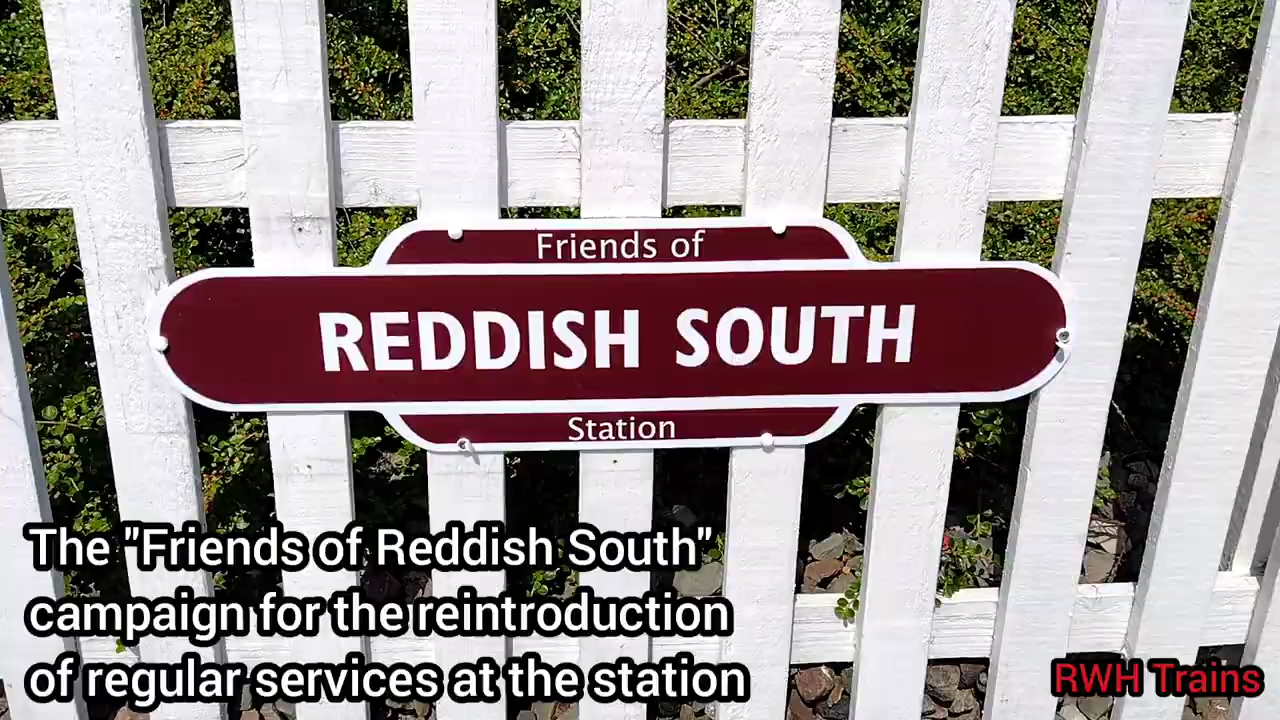 Friends of
REDDISH SOUTH
Station
The "Friends of Reddish South"
campaign for the reintroduction
of regular services at the station
RWH Trains